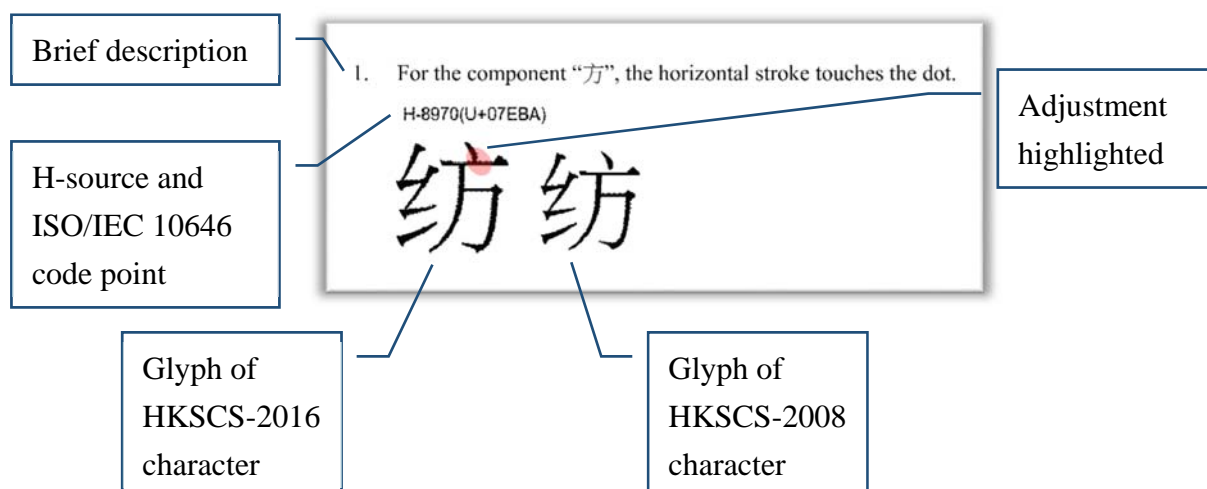 Brief description
1. For the component “方”, the horizontal stroke touches the dot.
H-8970(U+07EBA)
纺 纺
Adjustment
highlighted
H-source and
ISO/IEC 10646
code point
Glyph of
HKSCS-2016
character
Glyph of
HKSCS-2008
character